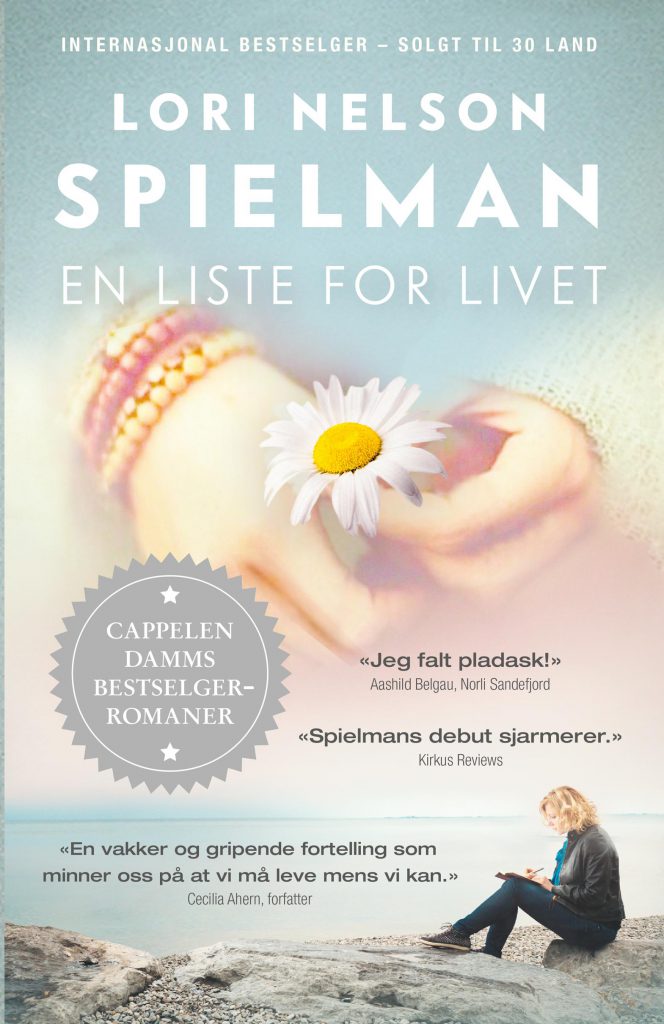 INTERNASJONAL BESTSELGER – SOLGT TIL 30 LAND
LORI NELSON
SPIELMAN
EN LISTE FOR LIVET
CAPPELEN
DAMMS
BESTSELGER-
ROMANER
«Jeg falt pladask!»
Aashild Belgau, Norli Sandefjord
«Spielmans debut sjarmerer.»
Kirkus Reviews
«En vakker og gripende fortelling som
minner oss på at vi må leve mens vi kan.»
Cecilia Ahern, forfatter